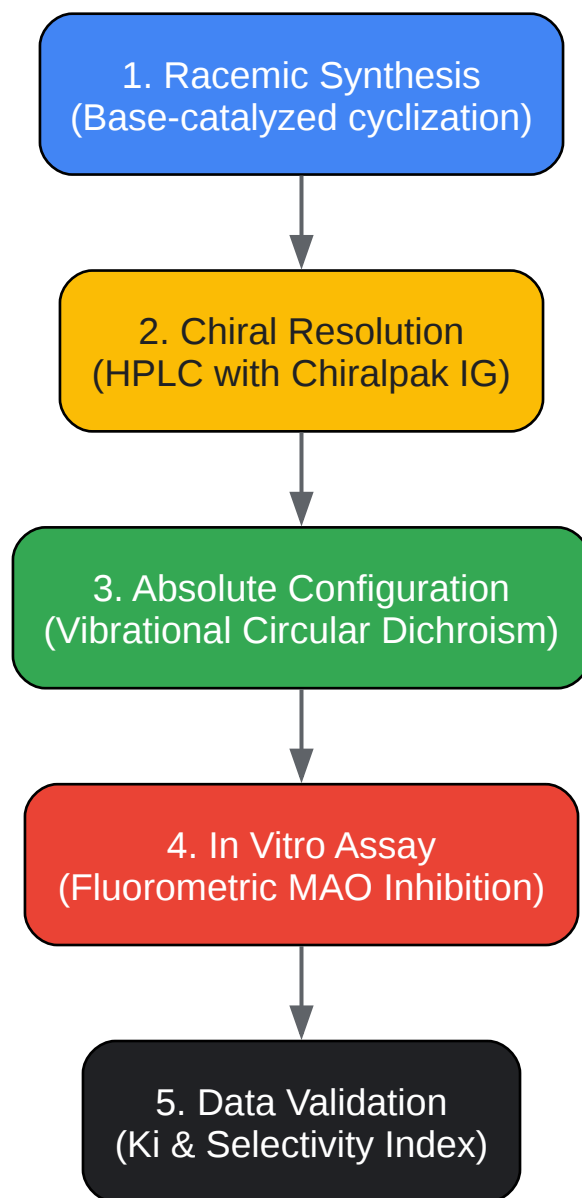 1. Racemic Synthesis
(Base-catalyzed cyclization)
2. Chiral Resolution
(HPLC with Chiralpak IG)
3. Absolute Configuration
(Vibrational Circular Dichroism)
4. In Vitro Assay
(Fluorometric MAO Inhibition)
5. Data Validation
(Ki & Selectivity Index)